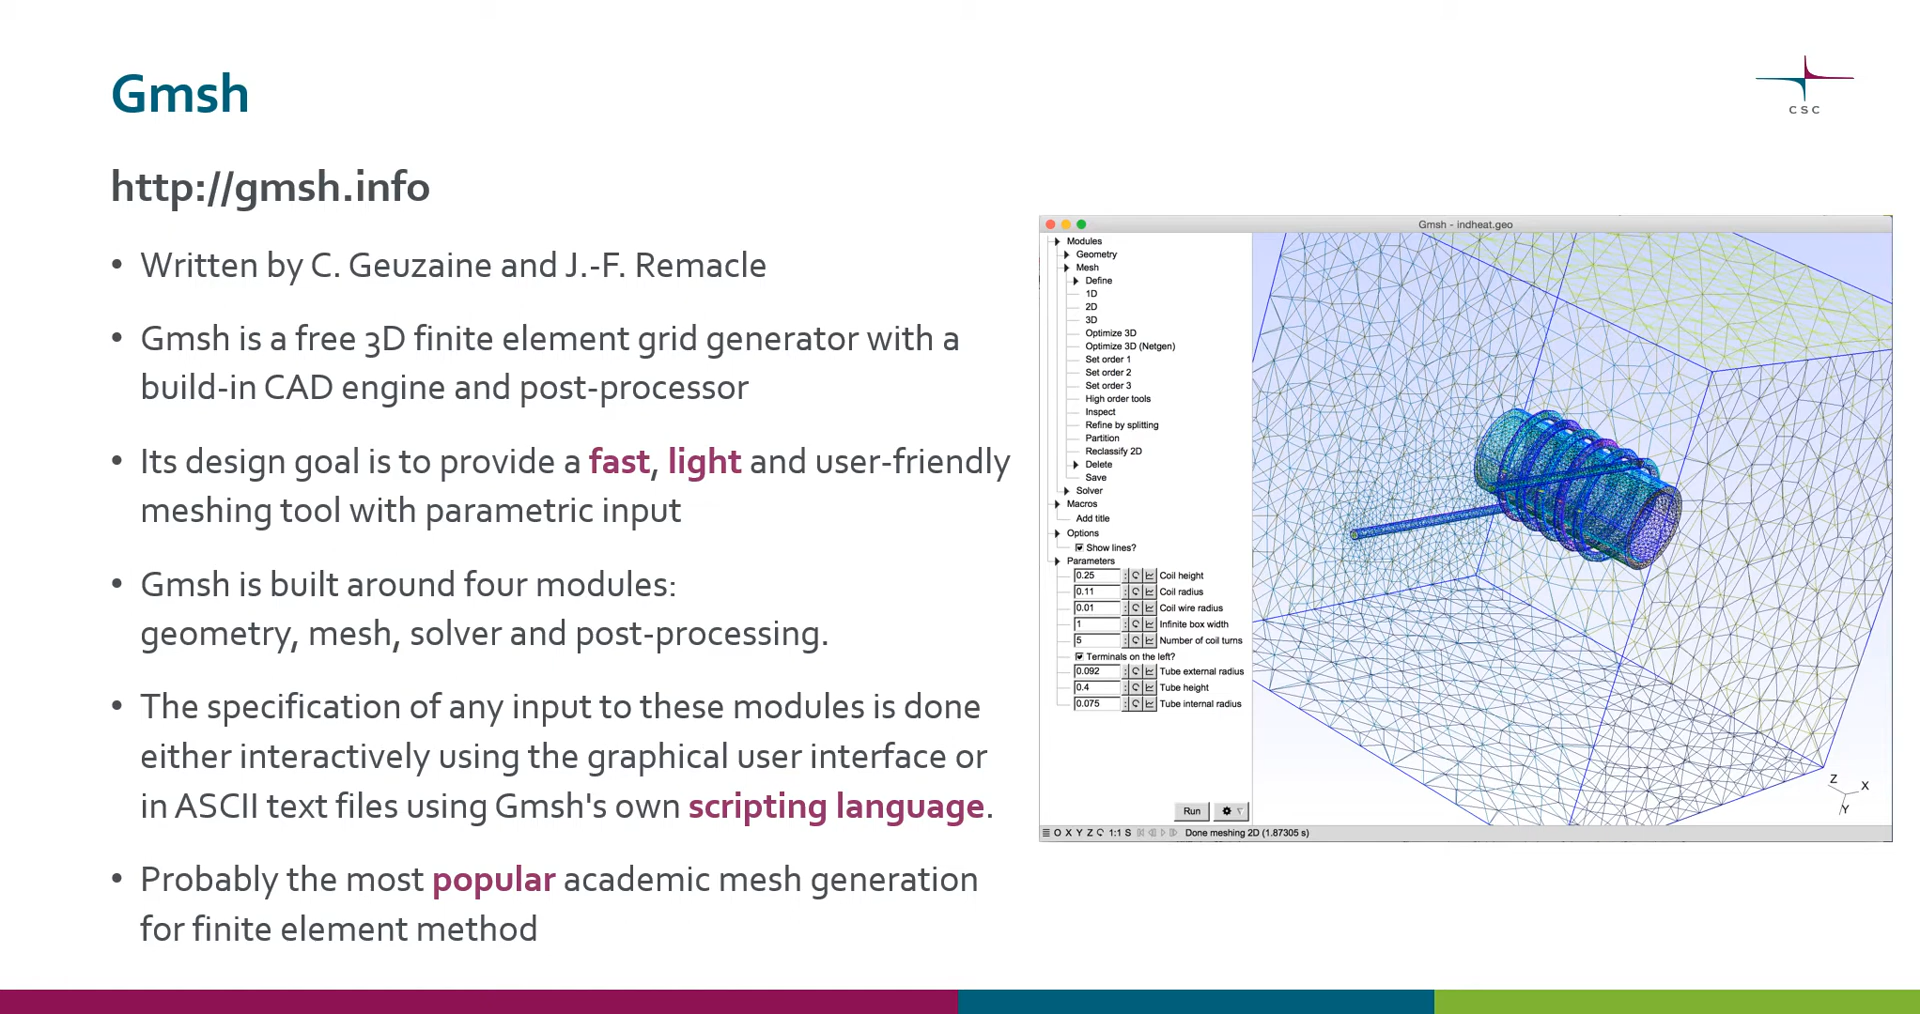 Gmsh
CSC
http://gmsh.info
• Written by C. Geuzaine and J.-F. Remacle
• Gmsh is a free 3D finite element grid generator with a
build-in CAD engine and post-processor
• Its design goal is to provide a fast, light and user-friendly
meshing tool with parametric input
• Gmsh is built around four modules:
geometry, mesh, solver and post-processing.
• The specification of any input to these modules is done
either interactively using the graphical user interface or
in ASCII text files using Gmsh's own scripting language.
• Probably the most popular academic mesh generation
for finite element method
Gmsh - indheat.geo
Modules
Geometry
Mesh
Define
1D
2D
3D
Optimize 3D
Optimize 3D (Netgen)
Set order 1
Set order 2
Set order 3
High order tools
Inspect
Refine by splitting
Partition
Reclassify 2D
Delete
Save
Solver
Macros
Add title
Options
Show lines?
Parameters
0.25 Coil height
0.11 Coil radius
0.01 Coil wire radius
1 Infinite box width
5 Number of coil turns
Terminals on the left?
0.092 Tube external radius
0.4 Tube height
0.075 Tube internal radius
Run
Z
X
Y
O X Y Z 1:1 S Done meshing 2D (1.87305 s)